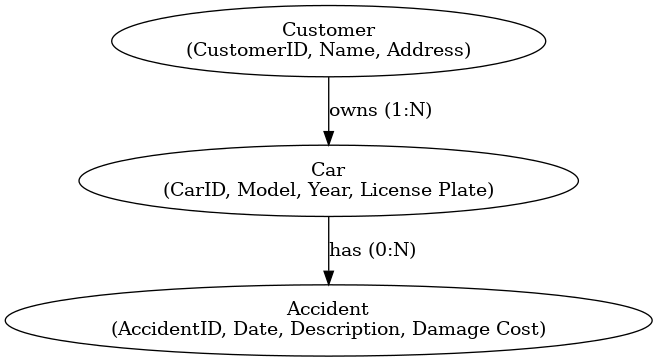 Customer
(CustomerID, Name, Address)
owns (1:N)
Car
(CarID, Model, Year, License Plate)
has (0:N)
Accident
(AccidentID, Date, Description, Damage Cost)